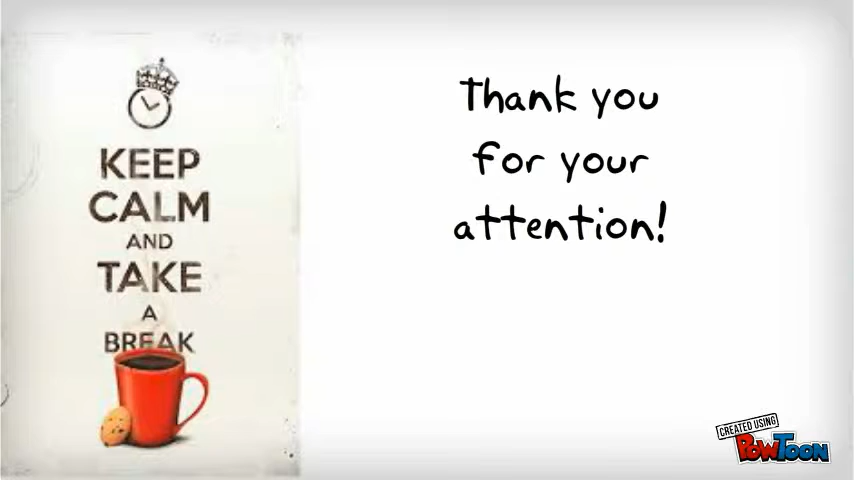 KEEP
CALM
AND
TAKE
A
BREAK
Thank you
for your
attention!
CREATED USING
POWTOON